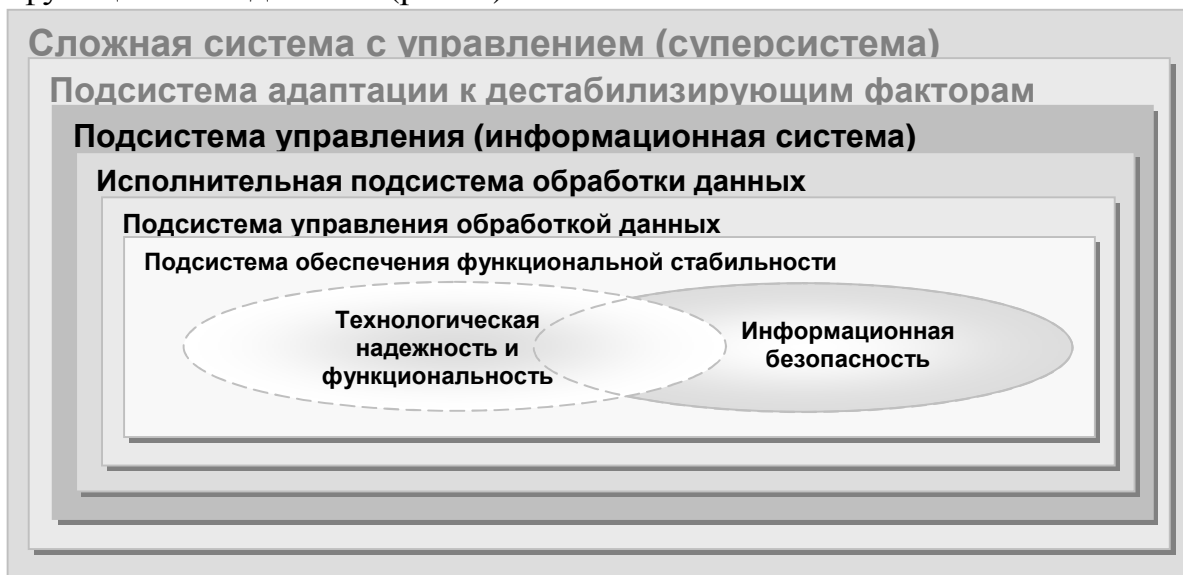 Сложная система с управлением (суперсистема)
Подсистема адаптации к дестабилизирующим факторам
Подсистема управления (информационная система)
Исполнительная подсистема обработки данных
Подсистема управления обработкой данных
Подсистема обеспечения функциональной стабильности
Технологическая
надежность и
функциональность
Информационная
безопасность